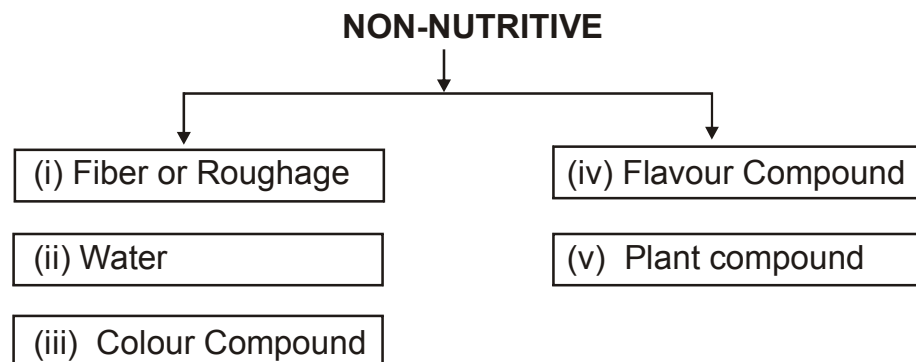 NON-NUTRITIVE
(i) Fiber or Roughage
(ii) Water
(iii) Colour Compound
(iv) Flavour Compound
(v) Plant compound